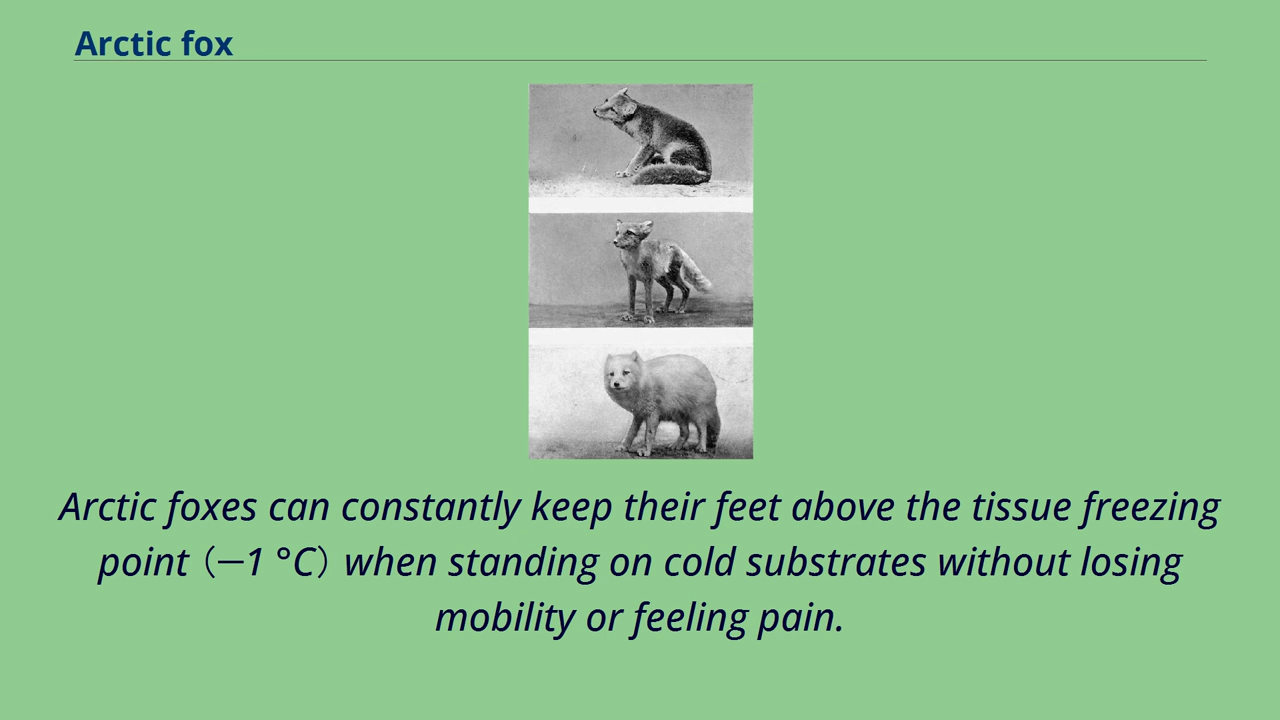 Arctic fox
Arctic foxes can constantly keep their feet above the tissue freezing
point (−1 °C) when standing on cold substrates without losing
mobility or feeling pain.